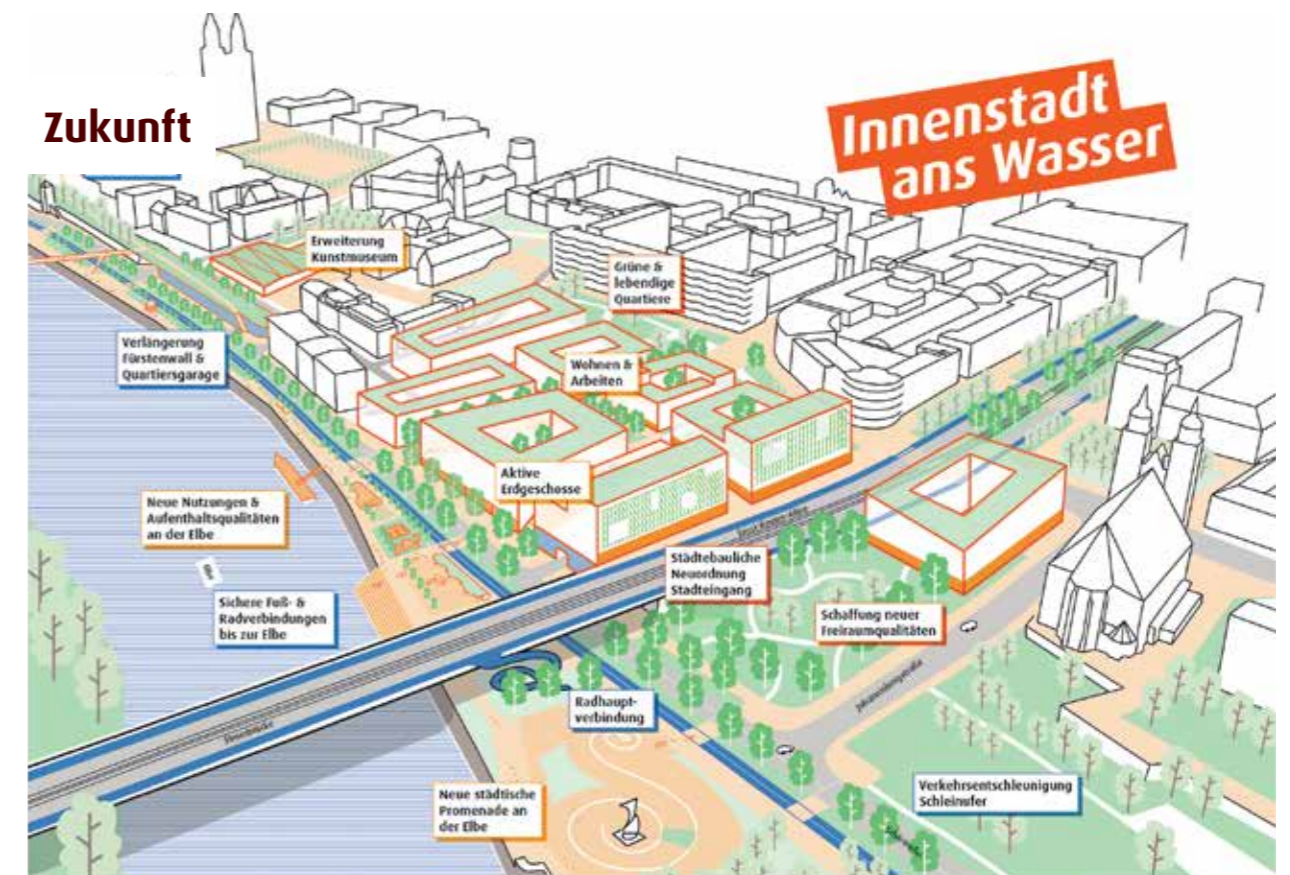 Zukunft
Innenstadt
ans Wasser
Erweiterung
Kunstmuseum
Grüne &
lebendige
Quartiere
Verlängerung
Fürstenwall &
Quartiersgarage
Wohnen &
Arbeiten
Aktive
Erdgeschosse
Neue Nutzungen &
Aufenthaltsqualitäten
an der Elbe
Städtebauliche
Neuordnung
Stadteingang
Sichere Fuß- &
Radverbindungen
bis zur Elbe
Schaffung neuer
Freiraumqualitäten
Radhaupt-
verbindung
Verkehrsentschleunigung
Schleinufer
Neue städtische
Promenade an
der Elbe